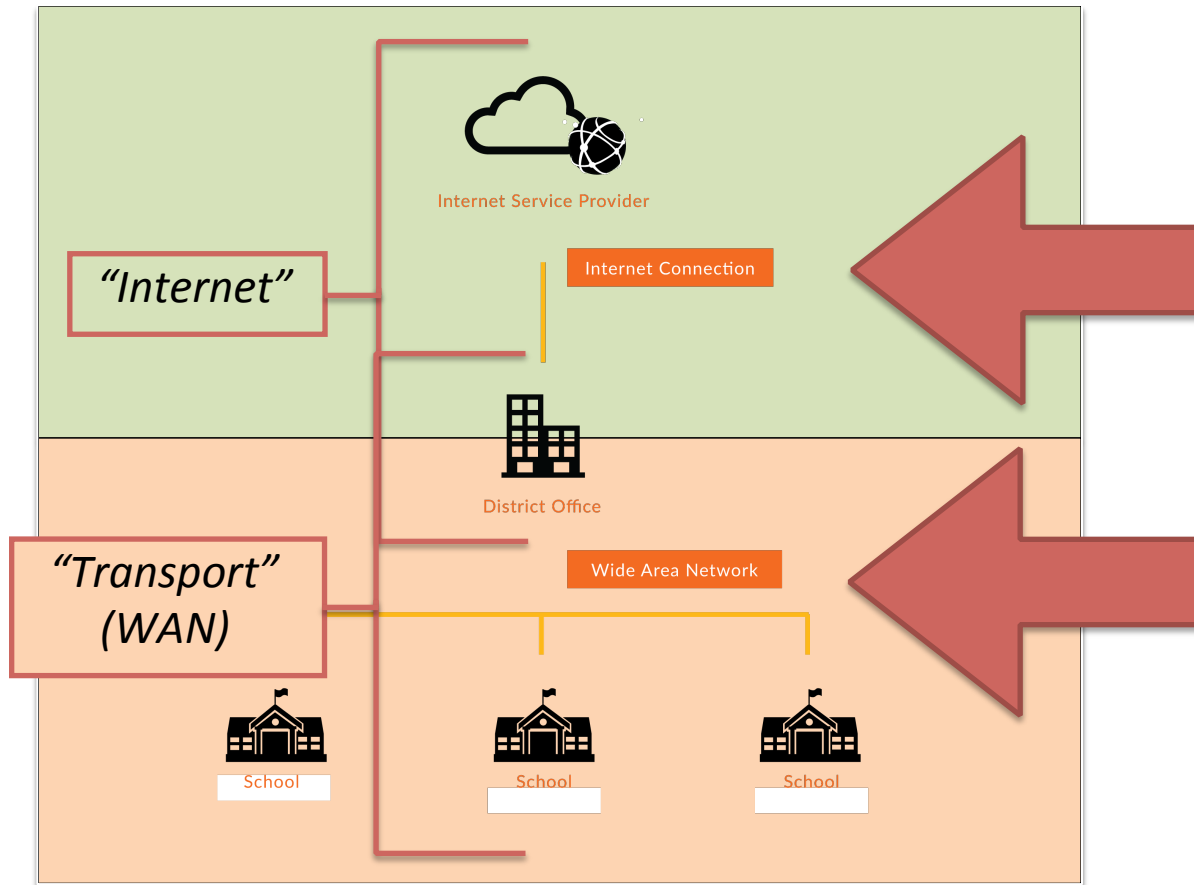 Internet Service Provider
Internet Connection
“Internet”
District Office
Wide Area Network
“Transport”
(WAN)
School
School
School